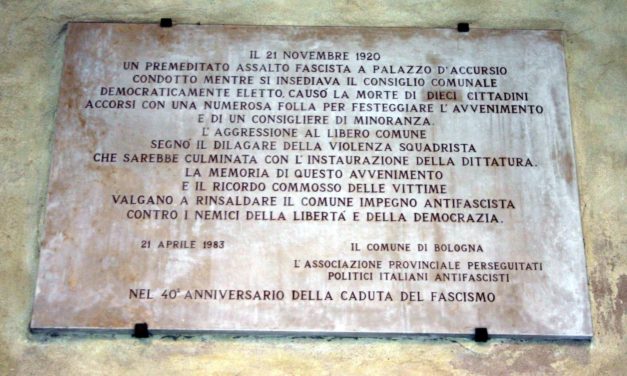 IL 21 NOVEMBRE 1920
UN PREMEDITATO ASSALTO FASCISTA A PALAZZO D'ACCURSIO
CONDOTTO MENTRE SI INSEDIAVA IL CONSIGLIO COMUNALE
DEMOCRATICAMENTE ELETTO, CAUSÒ LA MORTE DI DIECI CITTADINI
ACCORSI CON UNA NUMEROSA FOLLA PER FESTEGGIARE L'AVVENIMENTO
E DI UN CONSIGLIERE DI MINORANZA.
L'AGGRESSIONE AL LIBERO COMUNE
SEGNÒ IL DILAGARE DELLA VIOLENZA SQUADRISTA
CHE SAREBBE CULMINATA CON L'INSTAURAZIONE DELLA DITTATURA.
LA MEMORIA DI QUESTO AVVENIMENTO
E IL RICORDO COMMOSSO DELLE VITTIME
VALGANO A RINSALDARE IL COMUNE IMPEGNO ANTIFASCISTA
CONTRO I NEMICI DELLA LIBERTÀ E DELLA DEMOCRAZIA.
21 APRILE 1983 IL COMUNE DI BOLOGNA
L'ASSOCIAZIONE PROVINCIALE PERSEGUITATI
POLITICI ITALIANI ANTIFASCISTI
NEL 40° ANNIVERSARIO DELLA CADUTA DEL FASCISMO